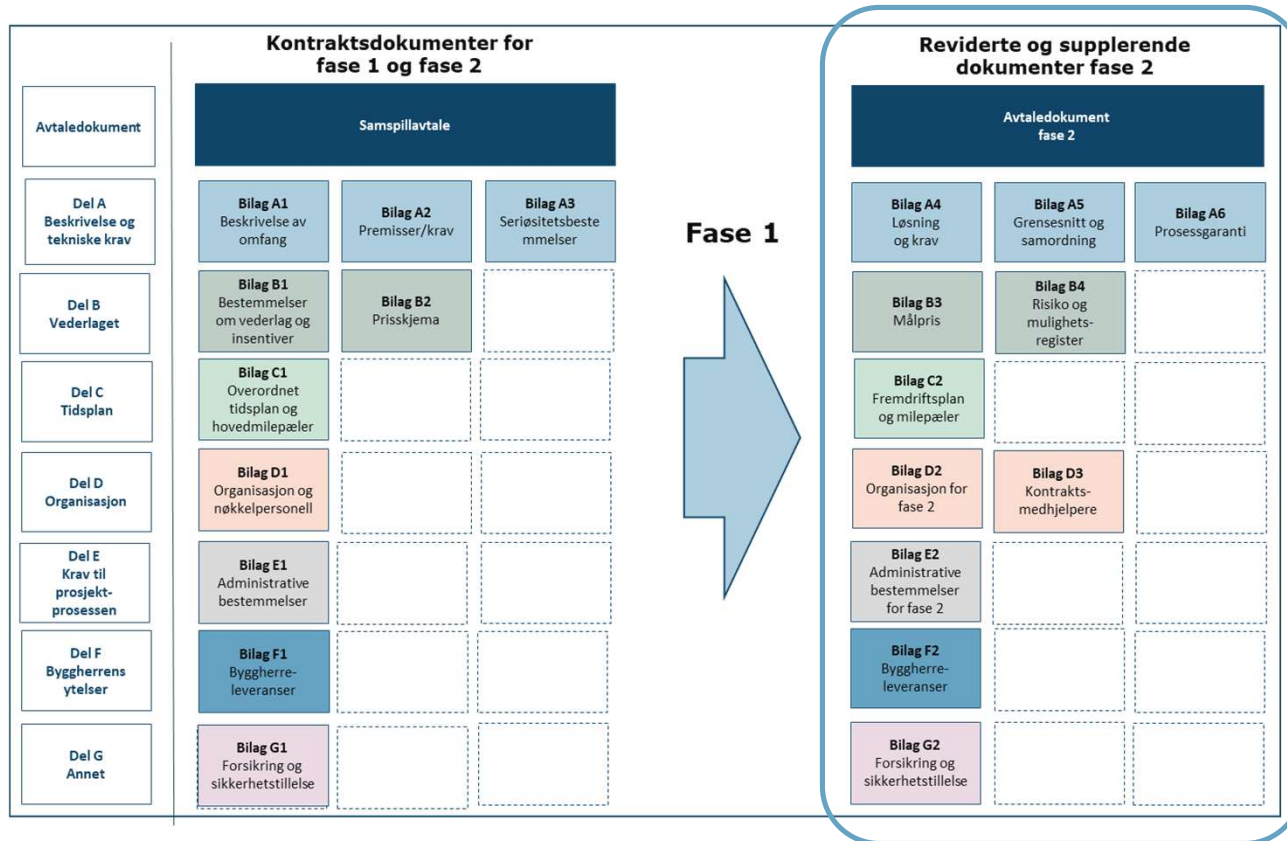 Kontraktsdokumenter for
fase 1 og fase 2
Reviderte og supplerende
dokumenter fase 2
Avtaledokument
Samspillavtale
Avtaledokument
fase 2
Del A
Beskrivelse og
tekniske krav
Bilag A1
Beskrivelse av
omfang
Bilag A2
Premisser/krav
Bilag A3
Seriøsitetsbeste
mmelser
Fase 1
Bilag A4
Løsning
og krav
Bilag A5
Grensesnitt og
samordning
Bilag A6
Prosessgaranti
Del B
Vederlaget
Bilag B1
Bestemmelser
om vederlag og
insentiver
Bilag B2
Prisskjema
Bilag B3
Målpris
Bilag B4
Risiko og
mulighets-
register
Del C
Tidsplan
Bilag C1
Overordnet
tidsplan og
hovedmilepæler
Bilag C2
Fremdriftsplan
og milepæler
Del D
Organisasjon
Bilag D1
Organisasjon og
nøkkelpersonell
Bilag D2
Organisasjon for
fase 2
Bilag D3
Kontrakts-
medhjelpere
Del E
Krav til
prosjekt-
prosessen
Bilag E1
Administrative
bestemmelser
Bilag E2
Administrative
bestemmelser
for fase 2
Del F
Byggherrens
ytelser
Bilag F1
Byggherre-
leveranser
Bilag F2
Byggherre-
leveranser
Del G
Annet
Bilag G1
Forsikring og
sikkerhetstillelse
Bilag G2
Forsikring og
sikkerhetstillelse